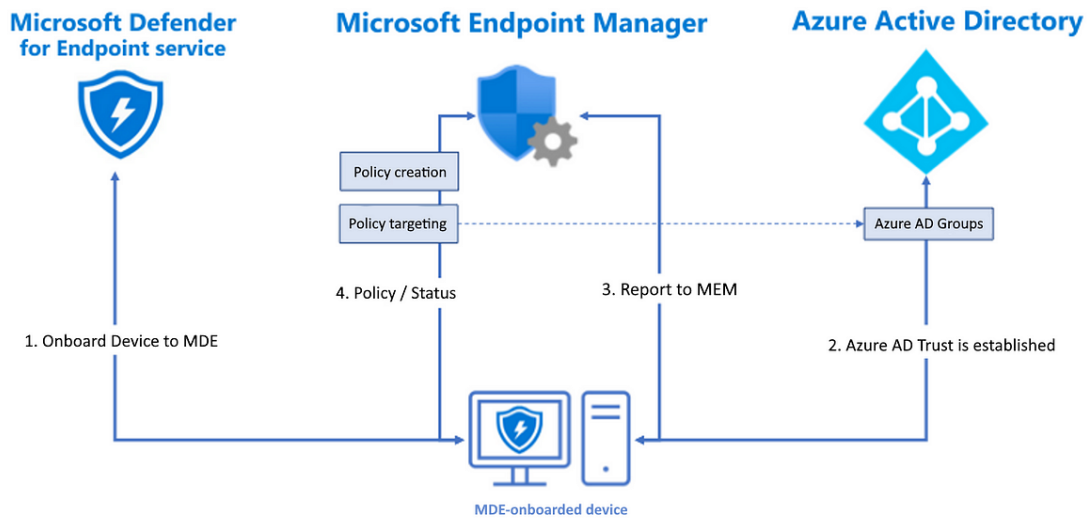 Microsoft Defender
for Endpoint service
Microsoft Endpoint Manager
Azure Active Directory
Policy creation
Policy targeting
Azure AD Groups
4. Policy / Status
3. Report to MEM
1. Onboard Device to MDE
2. Azure AD Trust is established
MDE-onboarded device